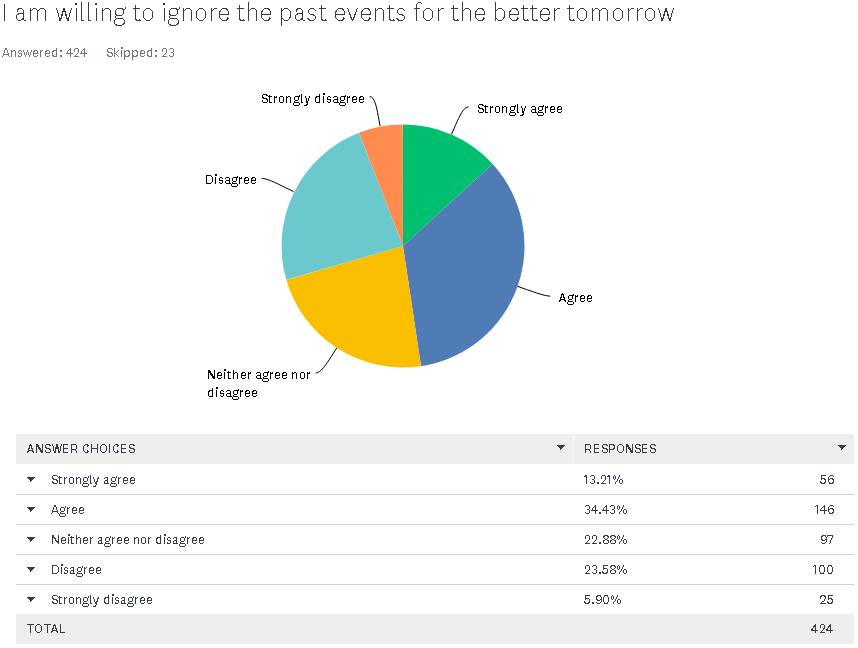 I am willing to ignore the past events for the better tomorrow
Answered: 424 Skipped: 23
Strongly disagree
Strongly agree
Disagree
Agree
Neither agree nor
disagree
ANSWER CHOICES RESPONSES
Strongly agree 13.21% 56
Agree 34.43% 146
Neither agree nor disagree 22.88% 97
Disagree 23.58% 100
Strongly disagree 5.90% 25
TOTAL 424